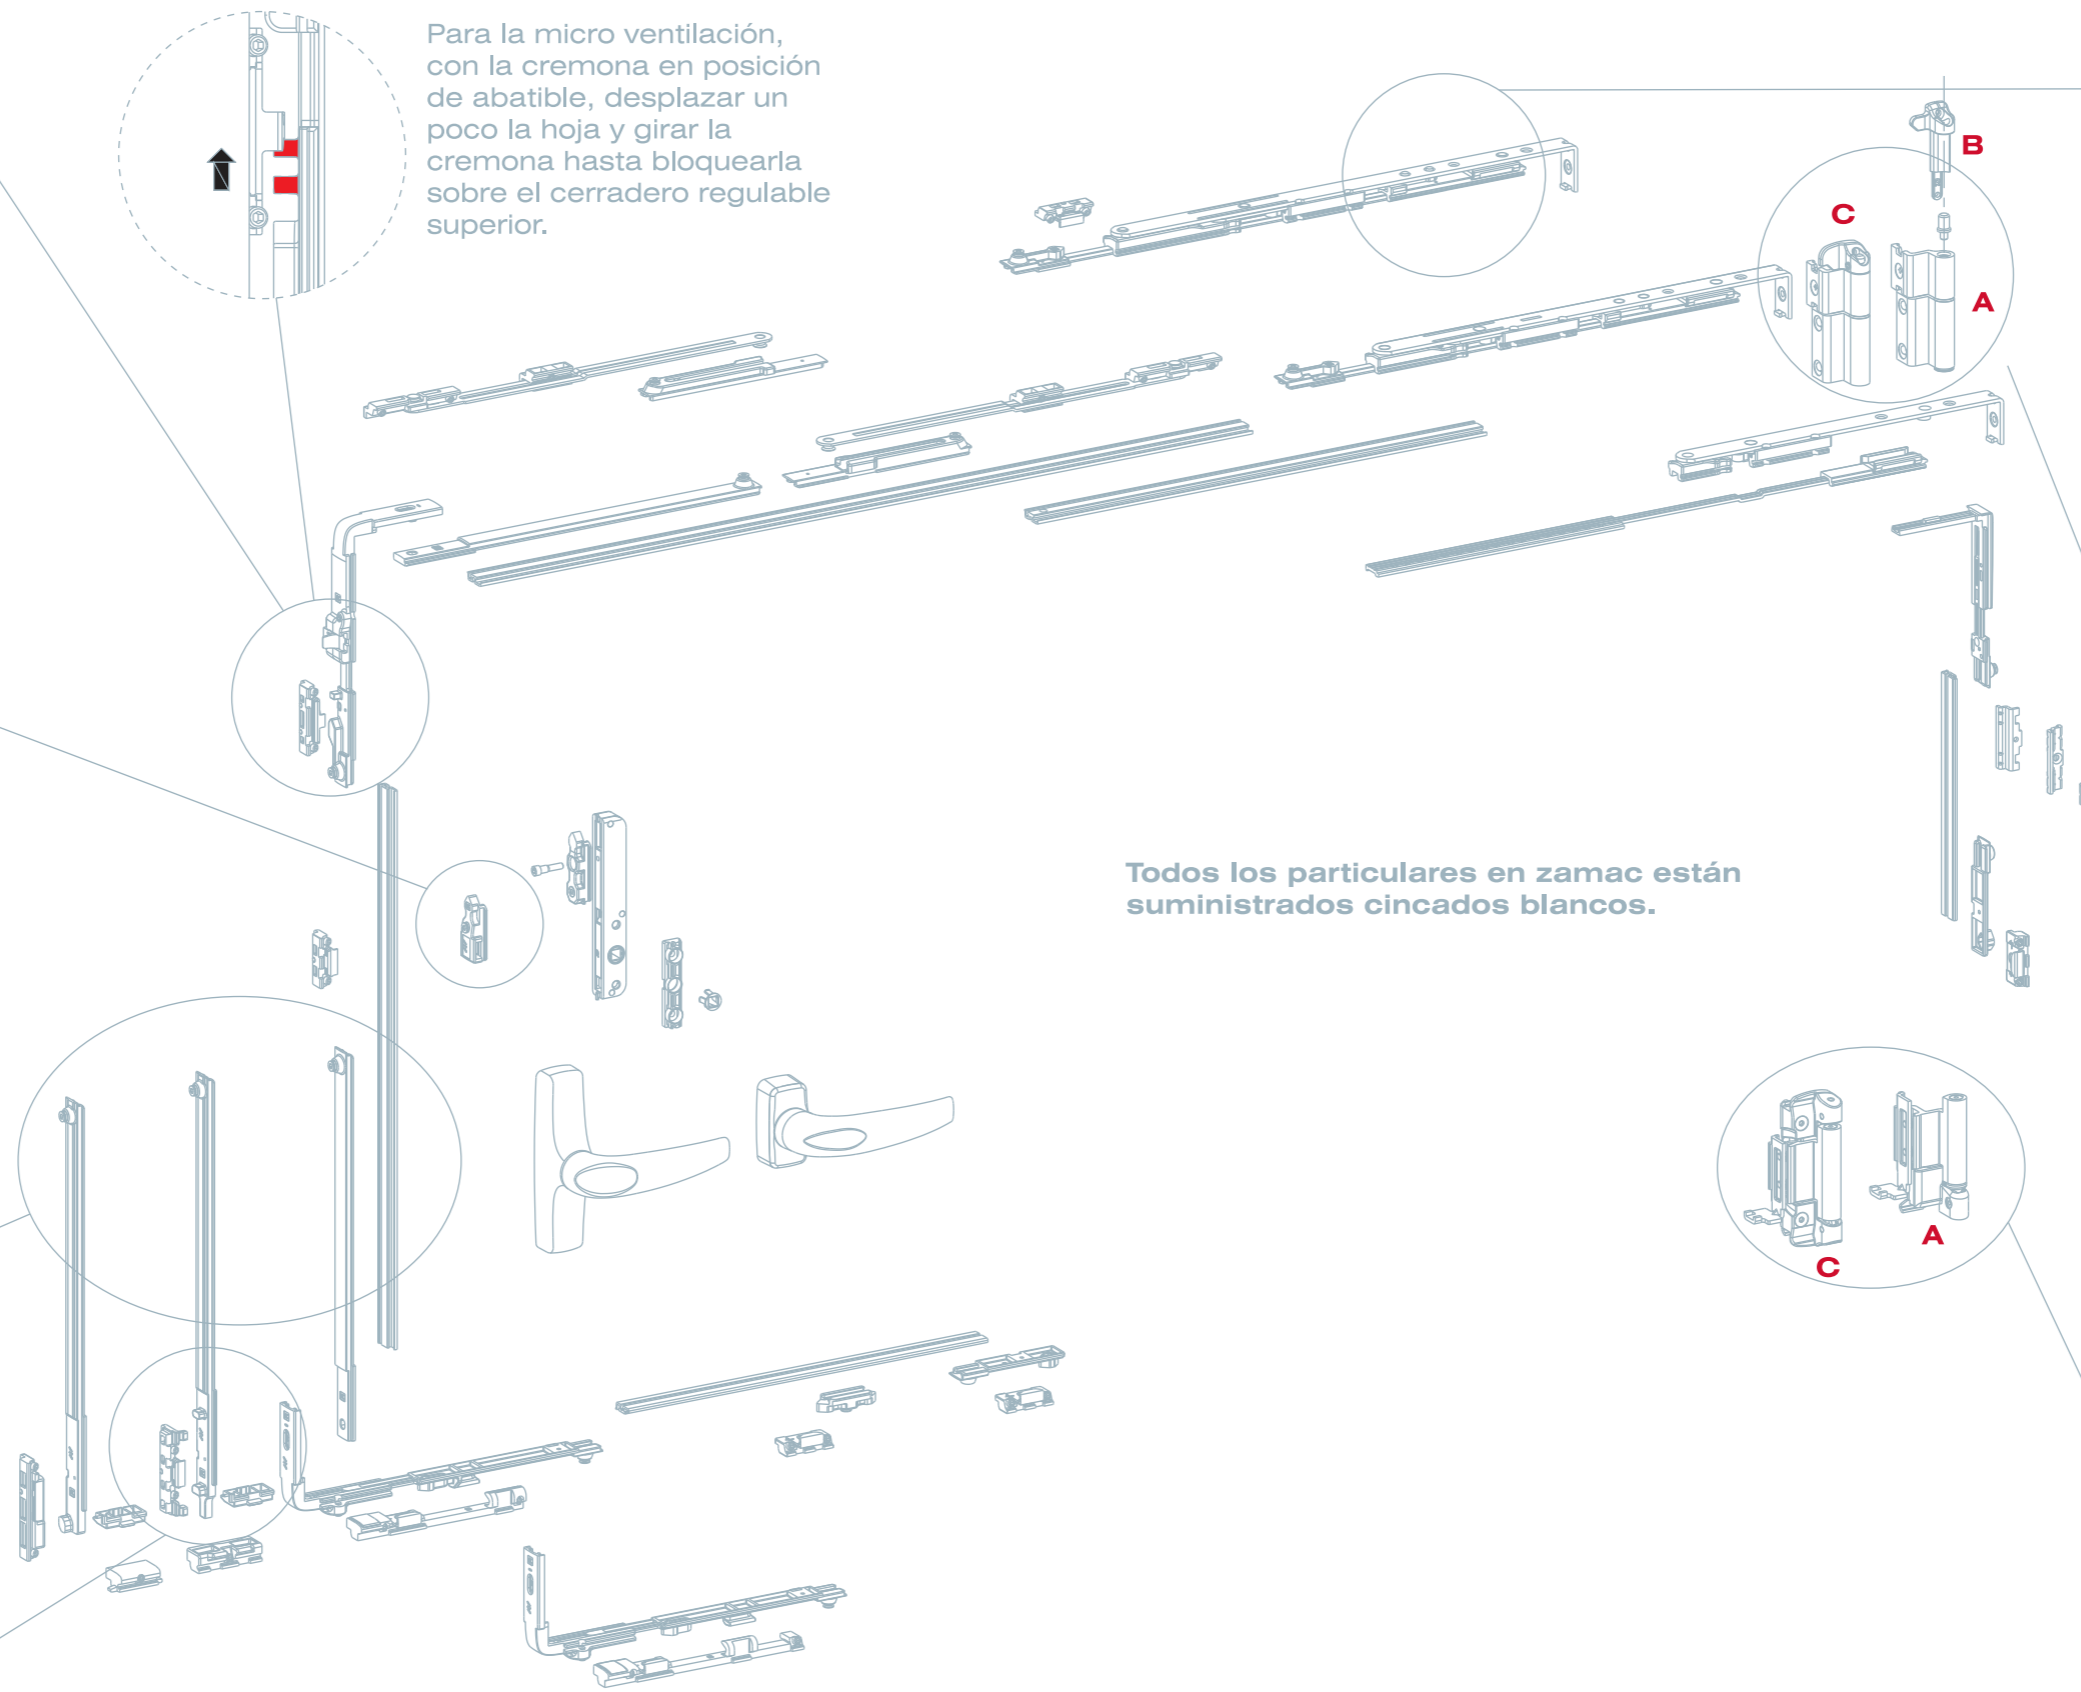 Para la micro ventilación,
con la cremona en posición
de abatible, desplazar un
poco la hoja y girar la
cremona hasta bloquearla
sobre el cerradero regulable
superior.
B
C
A
Todos los particulares en zamac están
suministrados cincados blancos.
A
C